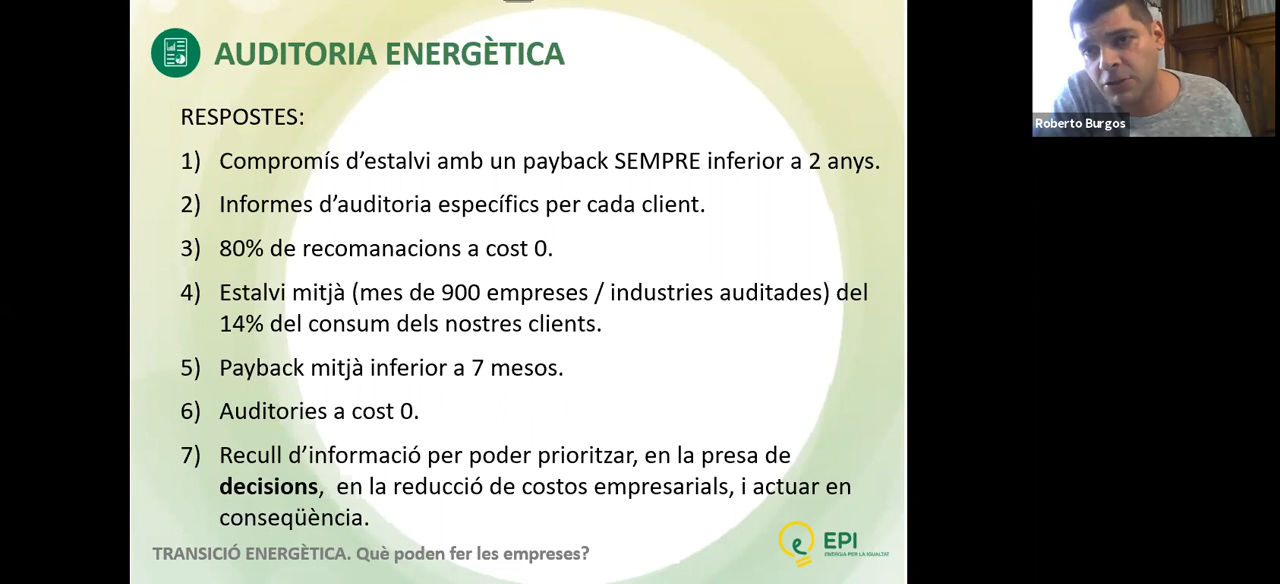 AUDITORIA ENERGÈTICA
RESPOSTES:
1) Compromís d'estalvi amb un payback SEMPRE inferior a 2 anys.
2) Informes d'auditoria específics per cada client.
3) 80% de recomanacions a cost 0.
4) Estalvi mitjà (mes de 900 empreses / industries auditades) del
14% del consum dels nostres clients.
5) Payback mitjà inferior a 7 mesos.
6) Auditories a cost 0.
7) Recull d'informació per poder prioritzar, en la presa de
decisions, en la reducció de costos empresarials, i actuar en
conseqüència.
TRANSICIÓ ENERGÈTICA. Què poden fer les empreses?
EPI
ENERGIA PER LA IGUALTAT
Roberto Burgos